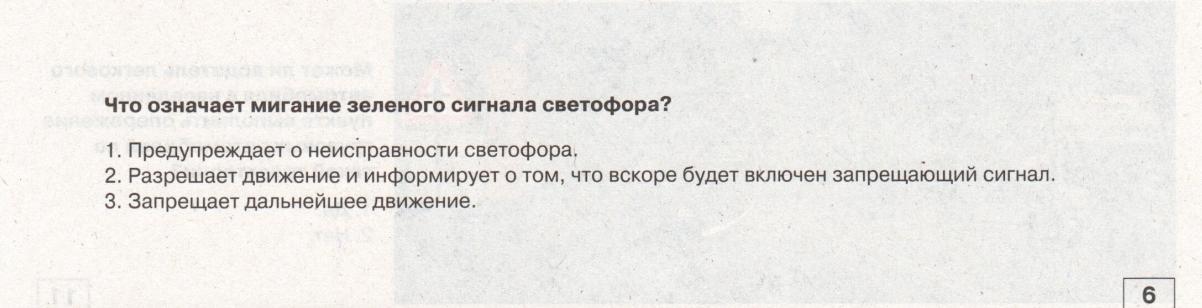 Что означает мигание зеленого сигнала светофора?
1. Предупреждает о неисправности светофора.
2. Разрешает движение и информирует о том, что вскоре будет включен запрещающий сигнал.
3. Запрещает дальнейшее движение.
6